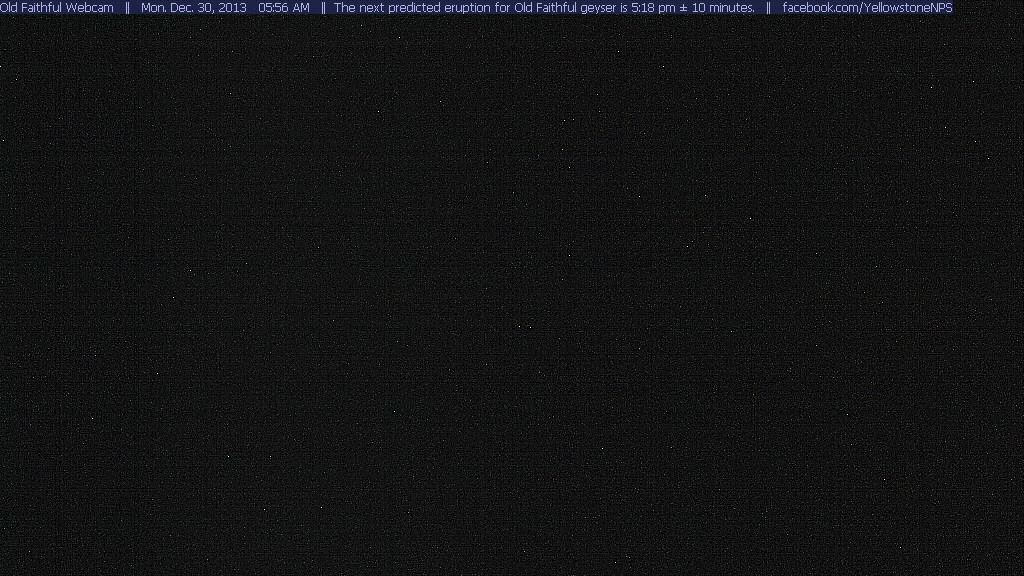 Old Faithful Webcam || Mon. Dec. 30, 2013 05:56 AM || The next predicted eruption for Old Faithful geyser is 5:18 pm ± 10 minutes. || facebook.com/YellowstoneNPS